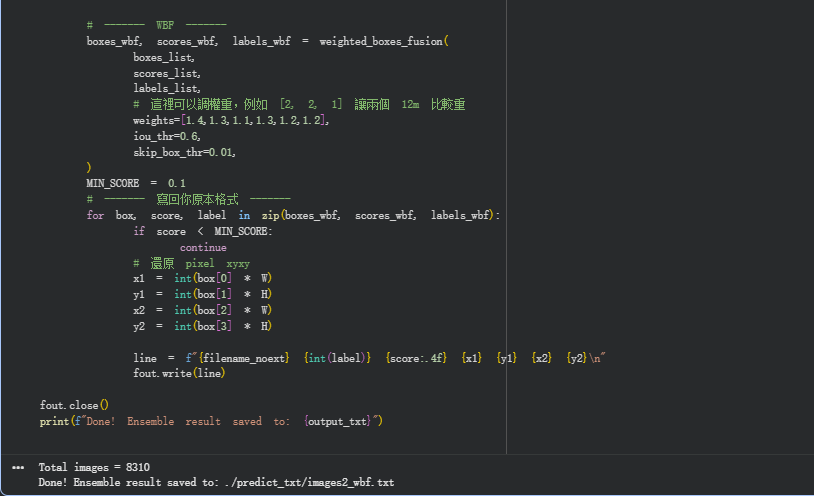 # ------- WBF -------
boxes_wbf, scores_wbf, labels_wbf = weighted_boxes_fusion(
boxes_list,
scores_list,
labels_list,
# 這裡可以調權重，例如 [2, 2, 1] 讓兩個 12m 比較重
weights=[1.4,1.3,1.1,1.3,1.2,1.2],
iou_thr=0.6,
skip_box_thr=0.01,
)
MIN_SCORE = 0.1
# ------- 寫回你原本格式 -------
for box, score, label in zip(boxes_wbf, scores_wbf, labels_wbf):
if score < MIN_SCORE:
continue
# 還原 pixel xyxy
x1 = int(box[0] * W)
y1 = int(box[1] * H)
x2 = int(box[2] * W)
y2 = int(box[3] * H)
line = f"{filename_noext} {int(label)} {score:.4f} {x1} {y1} {x2} {y2}\n"
fout.write(line)
fout.close()
print(f"Done! Ensemble result saved to: {output_txt}")
••• Total images = 8310
Done! Ensemble result saved to: ./predict_txt/images2_wbf.txt